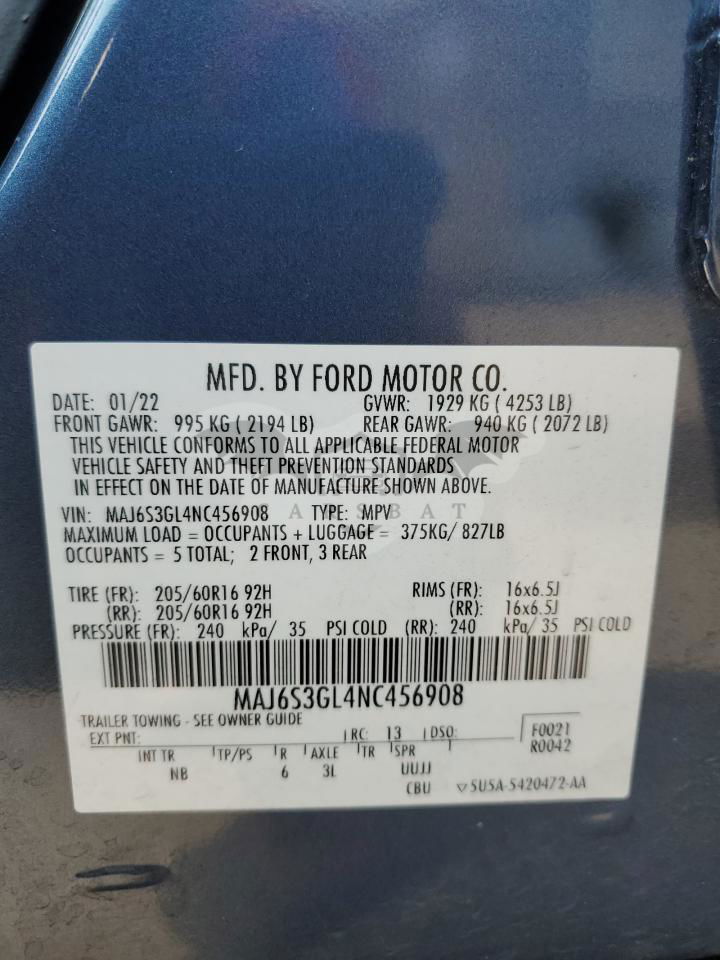 MFD. BY FORD MOTOR CO.
DATE: 01/22 GVWR: 1929 KG ( 4253 LB)
FRONT GAWR: 995 KG ( 2194 LB) REAR GAWR: 940 KG ( 2072 LB)
THIS VEHICLE CONFORMS TO ALL APPLICABLE FEDERAL MOTOR
VEHICLE SAFETY AND THEFT PREVENTION STANDARDS
IN EFFECT ON THE DATE OF MANUFACTURE SHOWN ABOVE.
VIN: MAJ6S3GL4NC456908 TYPE: MPV
MAXIMUM LOAD = OCCUPANTS + LUGGAGE = 375KG/ 827LB
OCCUPANTS = 5 TOTAL; 2 FRONT, 3 REAR
TIRE (FR): 205/60R16 92H RIMS (FR): 16x6.5J
(RR): 205/60R16 92H (RR): 16x6.5J
PRESSURE (FR): 240 kPa/ 35 PSI COLD (RR): 240 kPa/ 35 PSI COLD
MAJ6S3GL4NC456908
TRAILER TOWING - SEE OWNER GUIDE
EXT PNT: RC: 13 DSO: F0021
R0042
INT TR TP/PS R AXLE TR SPR
NB 6 3L UUJJ
CBU 5U5A-5420472-AA